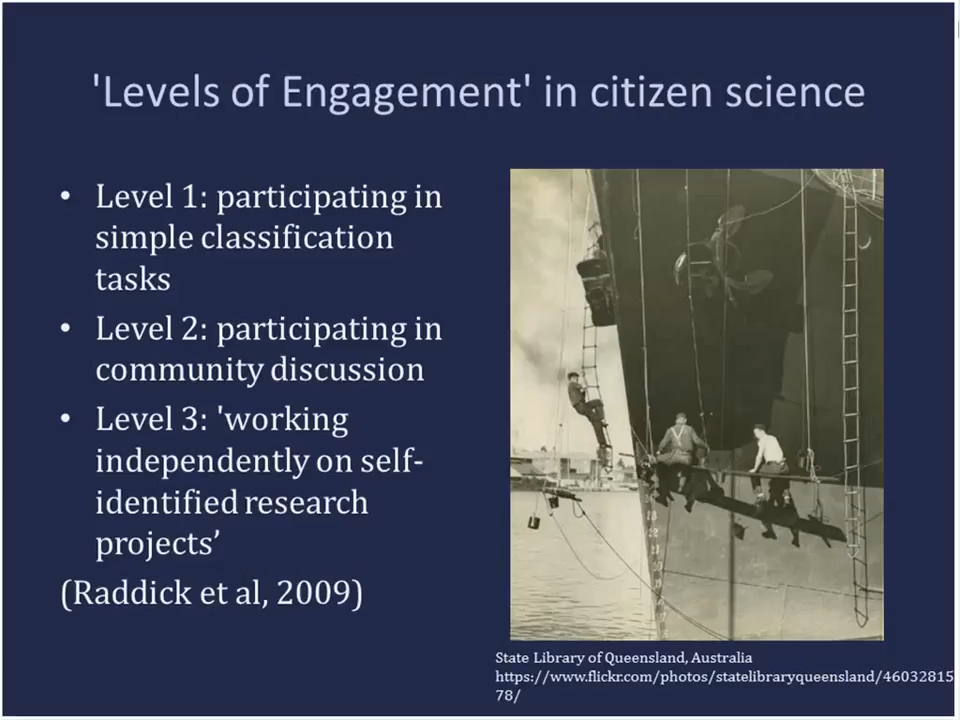 'Levels of Engagement' in citizen science
• Level 1: participating in
simple classification
tasks
• Level 2: participating in
community discussion
• Level 3: 'working
independently on self-
identified research
projects’
(Raddick et al, 2009)
State Library of Queensland, Australia
https://www.flickr.com/photos/statelibraryqueensland/46032815
78/